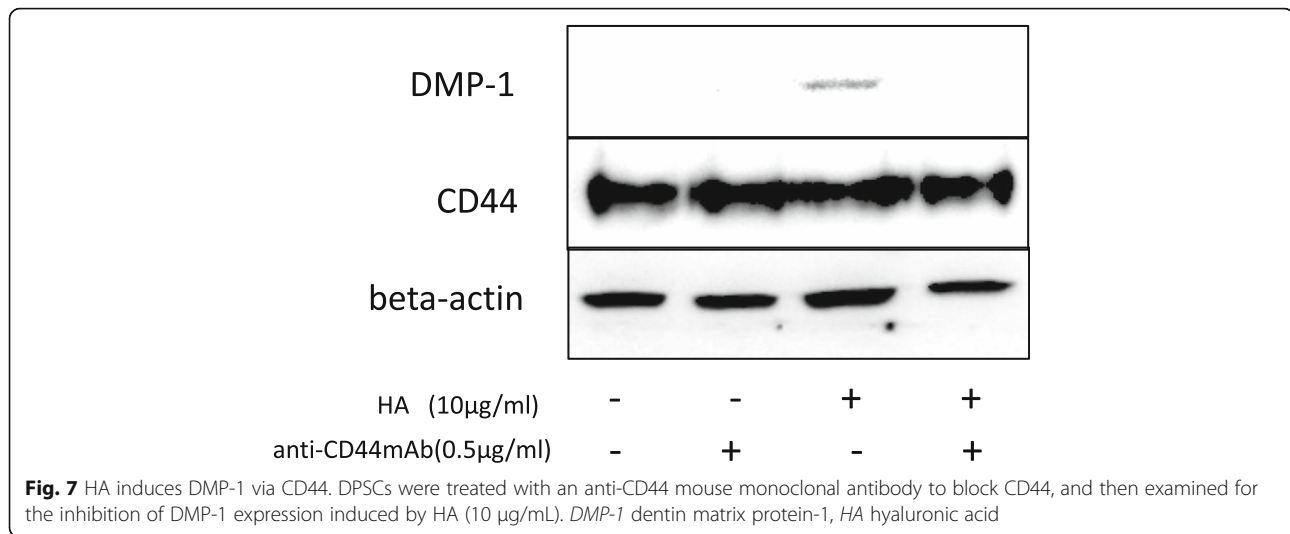 DMP-1
CD44
beta-actin
HA (10μg/ml) - - + +
anti-CD44mAb(0.5μg/ml) - + - +
Fig. 7 HA induces DMP-1 via CD44. DPSCs were treated with an anti-CD44 mouse monoclonal antibody to block CD44, and then examined for
the inhibition of DMP-1 expression induced by HA (10 μg/mL). DMP-1 dentin matrix protein-1, HA hyaluronic acid